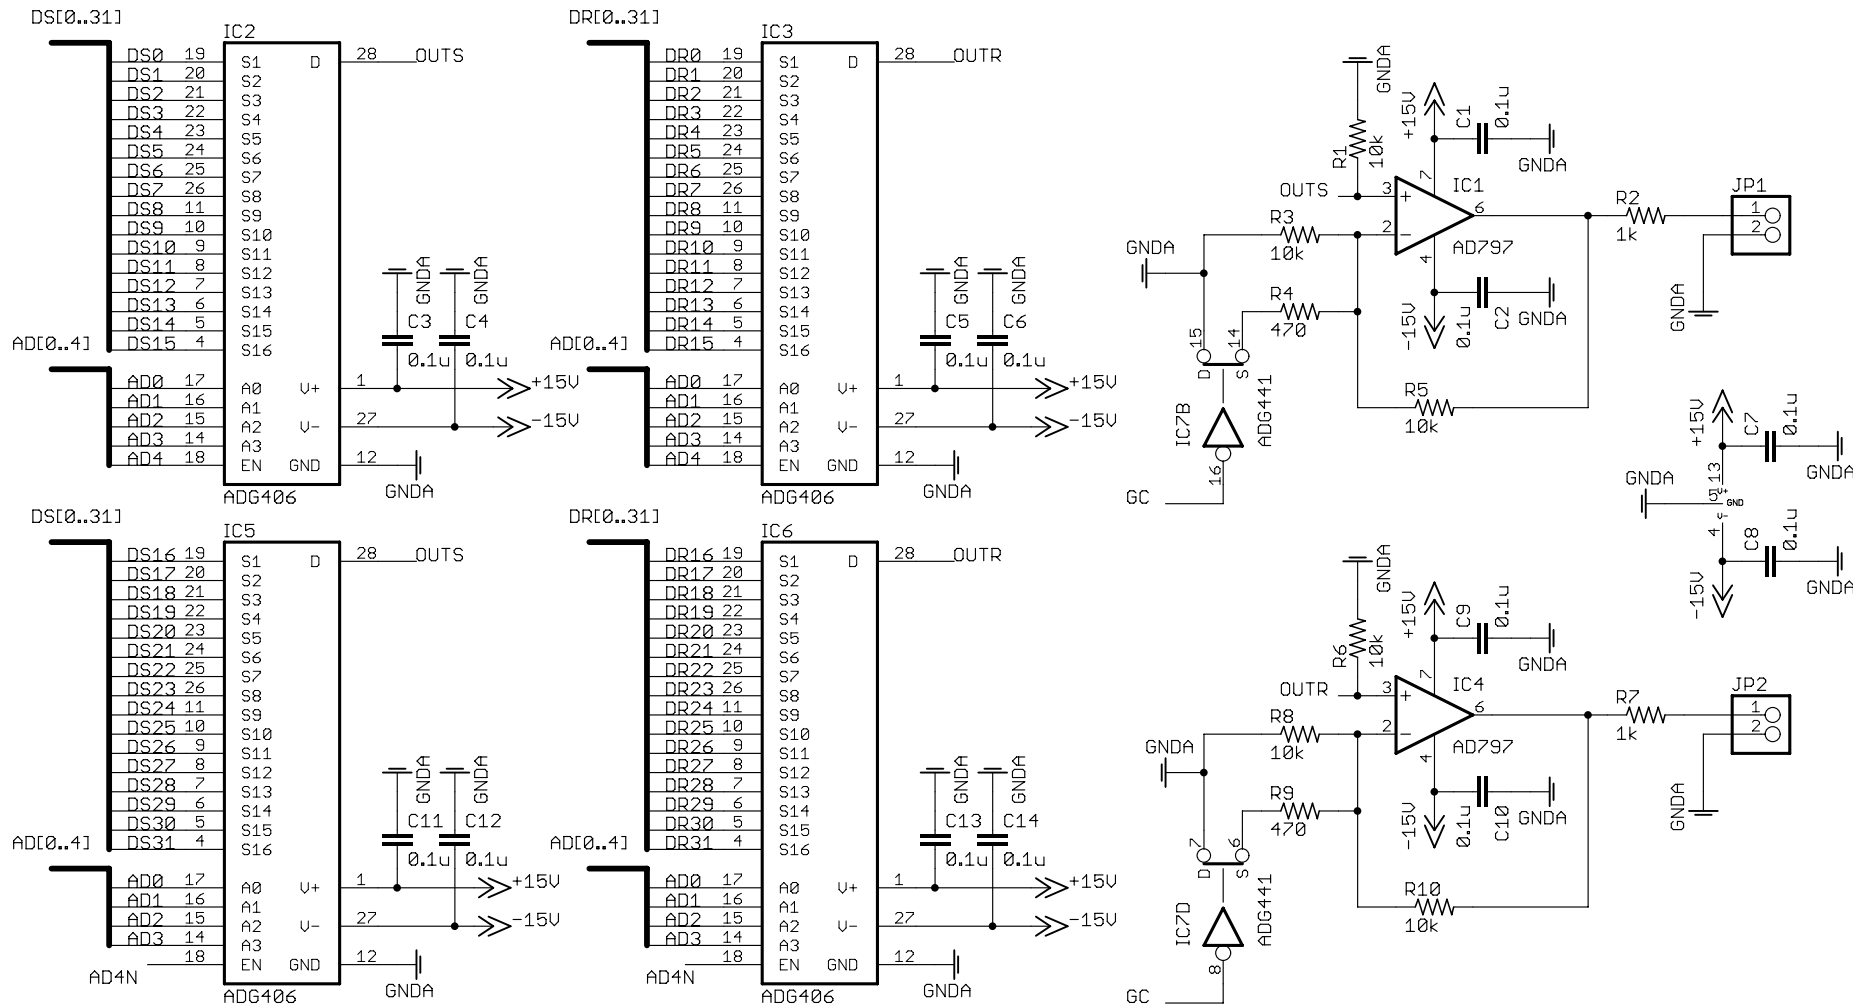 DS[0..31]
IC2
DS0 19 S1 D 28 OUTS
DS1 20 S2
DS2 21 S3
DS3 22 S4
DS4 23 S5
DS5 24 S6
DS6 25 S7
DS7 26 S8
DS8 11 S9
DS9 10 S10
DS10 9 S11
DS11 8 S12
DS12 7 S13
DS13 6 S14
DS14 5 S15
DS15 4 S16
AD[0..4]
AD0 17 A0 V+ 1 +15V
AD1 16 A1
AD2 15 A2 V- 27 -15V
AD3 14 A3
AD4 18 EN GND 12
GNDA
ADG406
GNDA GNDA
C3 C4
0.1u 0.1u
DR[0..31]
IC3
DR0 19 S1 D 28 OUTR
DR1 20 S2
DR2 21 S3
DR3 22 S4
DR4 23 S5
DR5 24 S6
DR6 25 S7
DR7 26 S8
DR8 11 S9
DR9 10 S10
DR10 9 S11
DR11 8 S12
DR12 7 S13
DR13 6 S14
DR14 5 S15
DR15 4 S16
AD[0..4]
AD0 17 A0 V+ 1 +15V
AD1 16 A1
AD2 15 A2 V- 27 -15V
AD3 14 A3
AD4 18 EN GND 12
GNDA
ADG406
GNDA GNDA
C5 C6
0.1u 0.1u
GNDA
R1 10k
+15V
C1 0.1u
GNDA
OUTS 3 + 7 IC1
6
2 - AD797
4
R2
1k
JP1
1
2
GNDA
R3
10k
GNDA
R4
470
-15V
0.1u C2
GNDA
15 14
D S
IC7B ADG441
16
GC
R5
10k
+15V
C7 0.1u
GNDA
GNDA
13
V+
5 GND
V-
4
C8 0.1u
GNDA
-15V
DS[0..31]
IC5
DS16 19 S1 D 28 OUTS
DS17 20 S2
DS18 21 S3
DS19 22 S4
DS20 23 S5
DS21 24 S6
DS22 25 S7
DS23 26 S8
DS24 11 S9
DS25 10 S10
DS26 9 S11
DS27 8 S12
DS28 7 S13
DS29 6 S14
DS30 5 S15
DS31 4 S16
AD[0..4]
AD0 17 A0 V+ 1 +15V
AD1 16 A1
AD2 15 A2 V- 27 -15V
AD3 14 A3
AD4N 18 EN GND 12
GNDA
ADG406
GNDA GNDA
C11 C12
0.1u 0.1u
DR[0..31]
IC6
DR16 19 S1 D 28 OUTR
DR17 20 S2
DR18 21 S3
DR19 22 S4
DR20 23 S5
DR21 24 S6
DR22 25 S7
DR23 26 S8
DR24 11 S9
DR25 10 S10
DR26 9 S11
DR27 8 S12
DR28 7 S13
DR29 6 S14
DR30 5 S15
DR31 4 S16
AD[0..4]
AD0 17 A0 V+ 1 +15V
AD1 16 A1
AD2 15 A2 V- 27 -15V
AD3 14 A3
AD4N 18 EN GND 12
GNDA
ADG406
GNDA GNDA
C13 C14
0.1u 0.1u
GNDA
R6 10k
+15V
C9 0.1u
GNDA
OUTR 3 + 7 IC4
6
2 - AD797
4
R7
1k
JP2
1
2
GNDA
R8
10k
GNDA
R9
470
-15V
0.1u C10
GNDA
7 6
D S
IC7D ADG441
8
GC
R10
10k